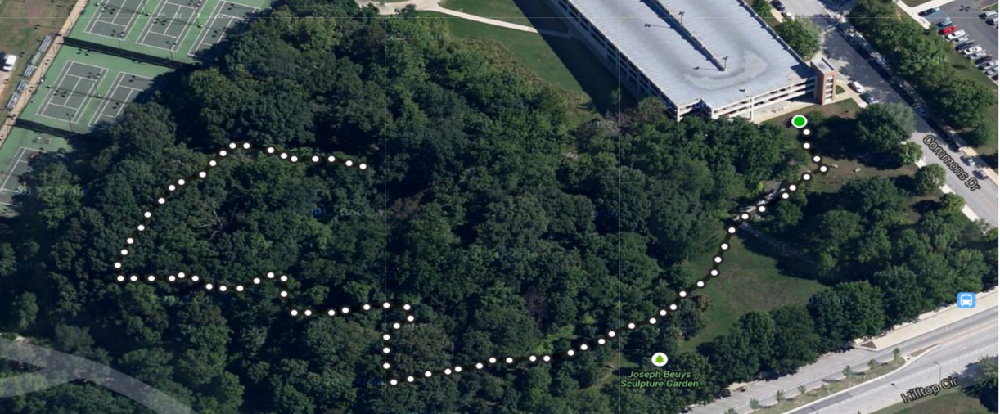 Commons Dr
Joseph Beuys
Sculpture Garden
Hilltop Cir